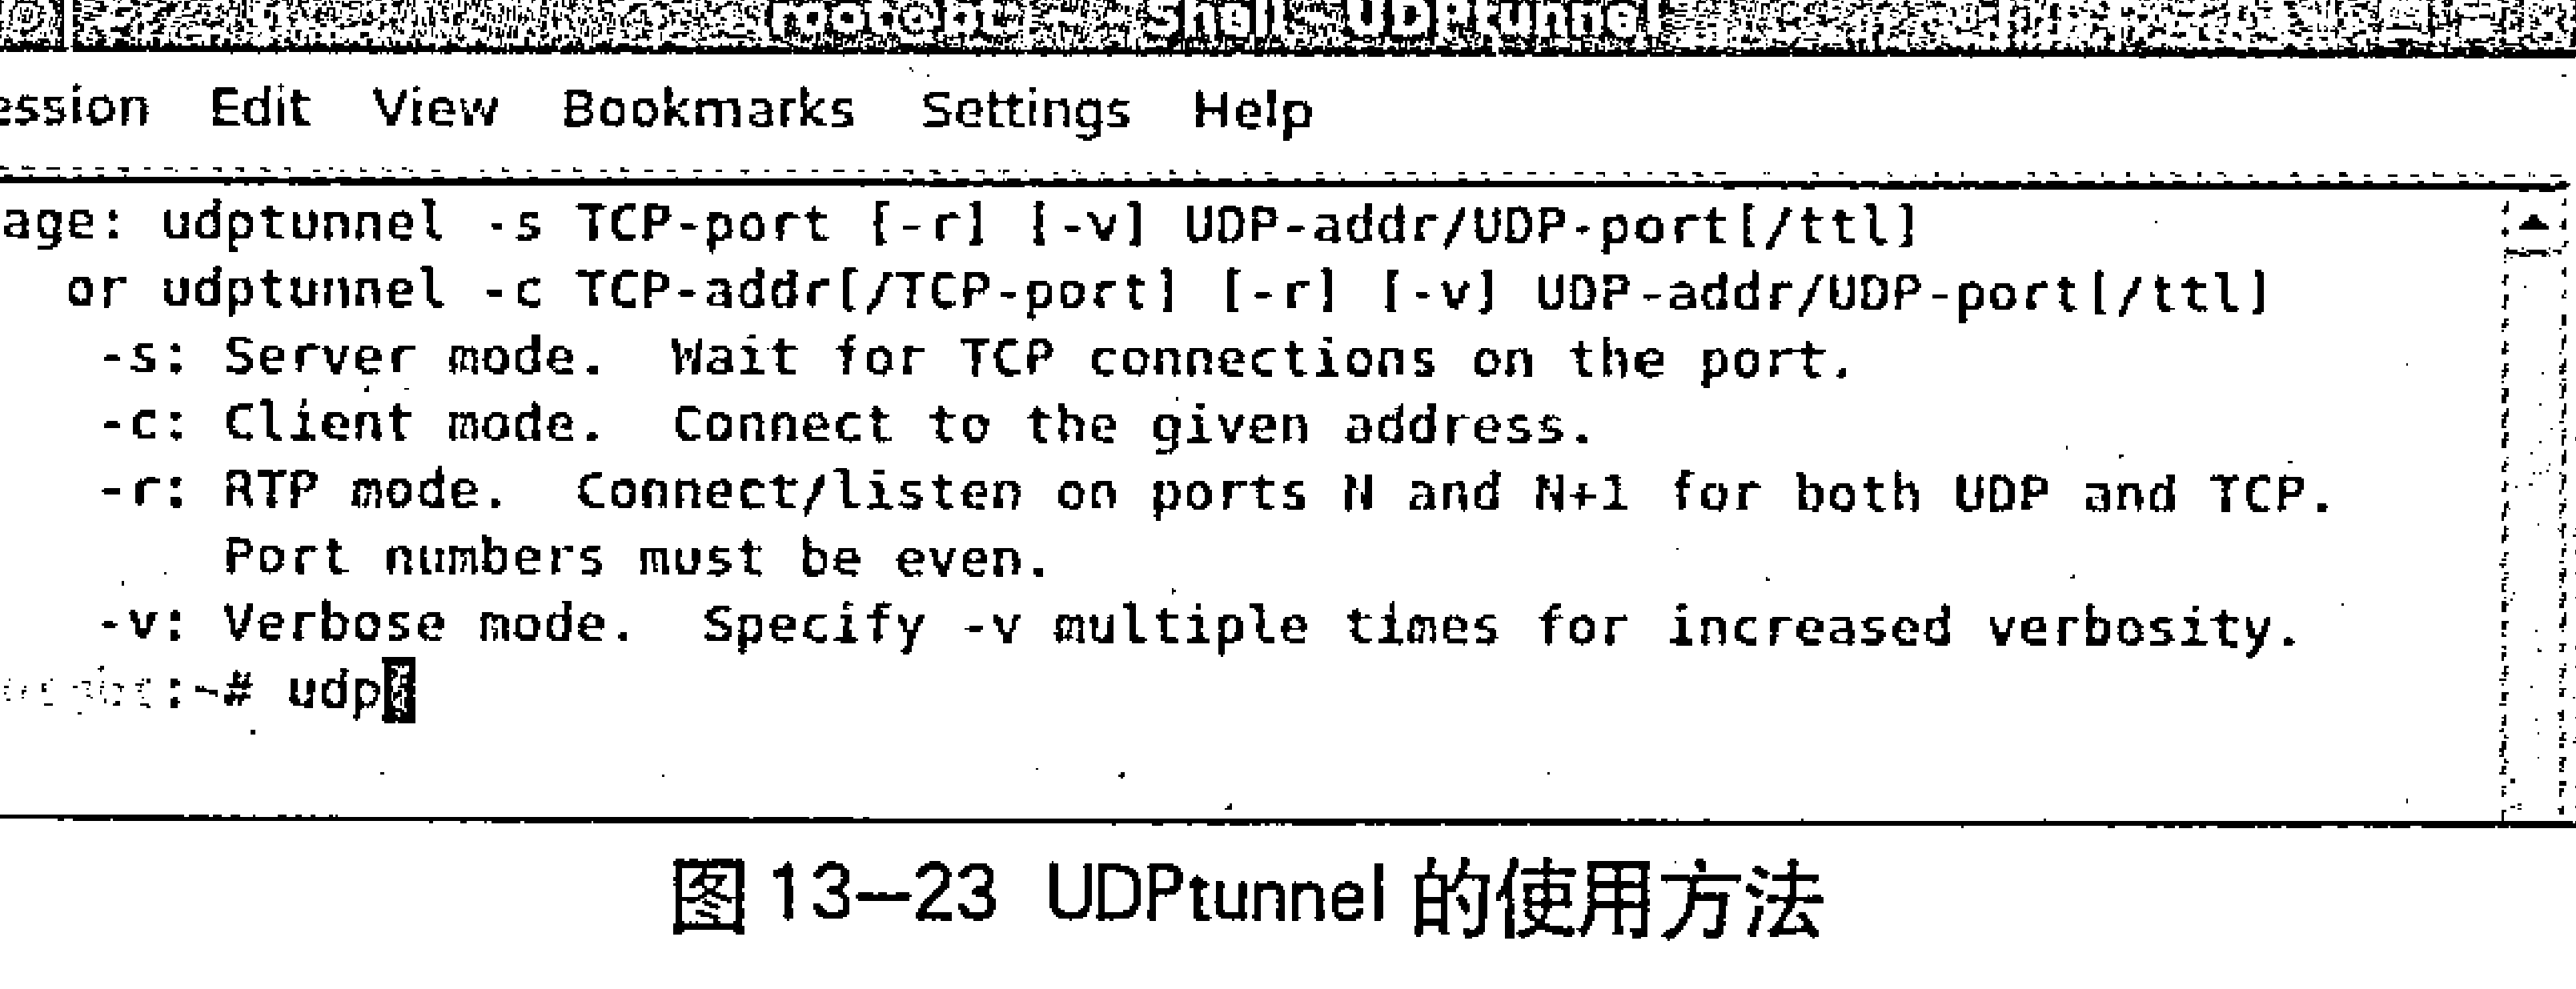 root@bt: ~ - Shell - UDPtunnel
ession Edit View Bookmarks Settings Help
age: udptunnel -s TCP-port [-r] [-v] UDP-addr/UDP-port[/ttl]
or udptunnel -c TCP-addr[/TCP-port] [-r] [-v] UDP-addr/UDP-port[/ttl]
-s: Server mode. Wait for TCP connections on the port.
-c: Client mode. Connect to the given address.
-r: RTP mode. Connect/listen on ports N and N+1 for both UDP and TCP.
Port numbers must be even.
-v: Verbose mode. Specify -v multiple times for increased verbosity.
:~# udp
图 13—23 UDPtunnel 的使用方法